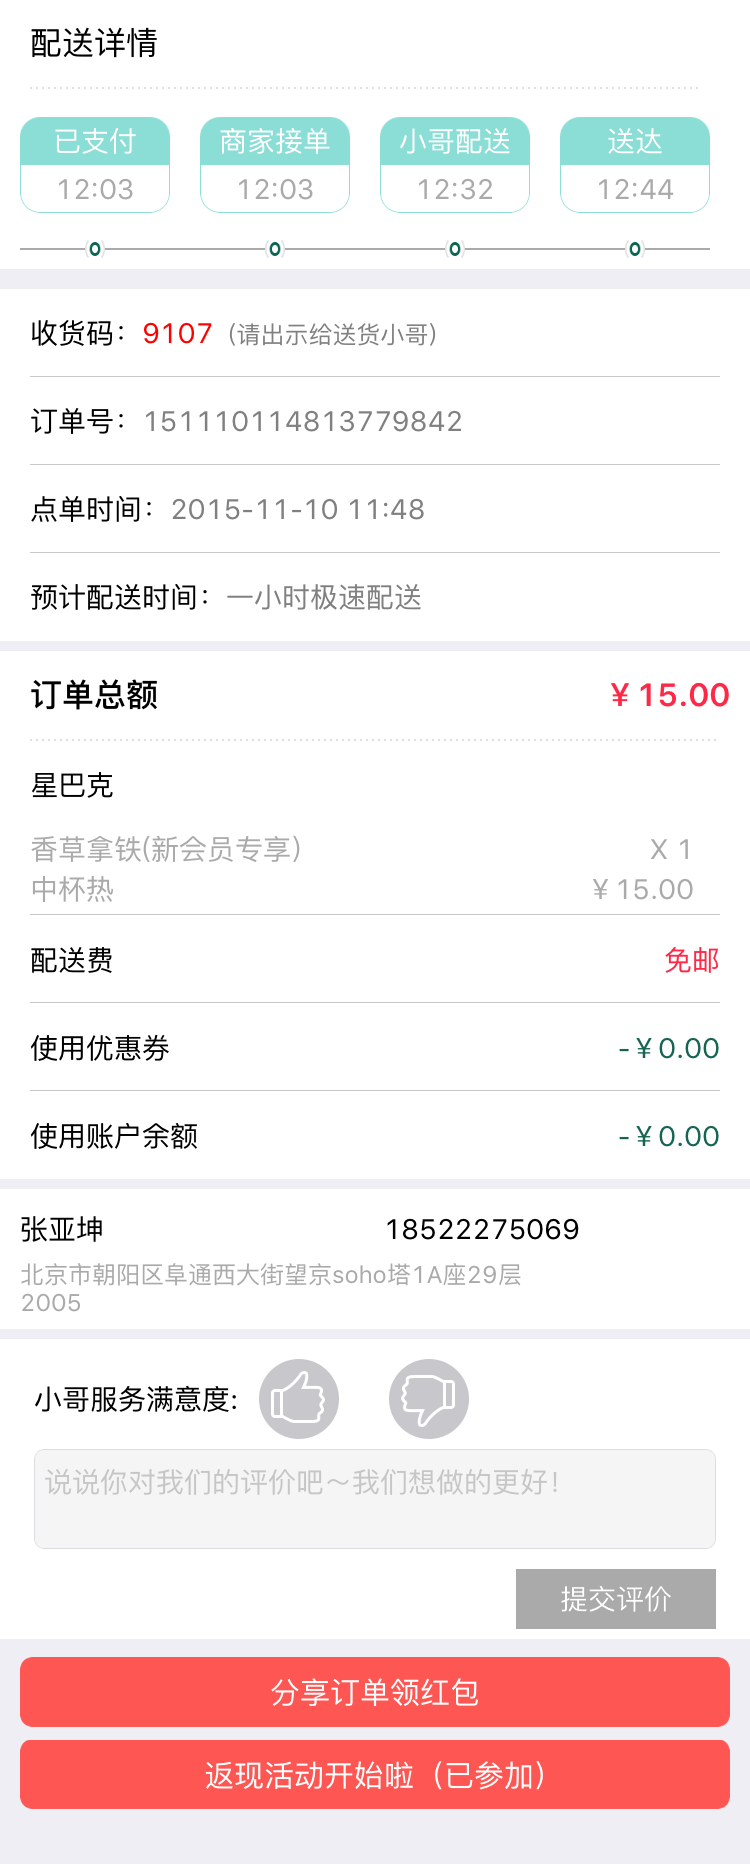 配送详情
已支付 商家接单 小哥配送 送达
12:03 12:03 12:32 12:44
收货码：9107（请出示给送货小哥）
订单号：151110114813779842
点单时间：2015-11-10 11:48
预计配送时间：一小时极速配送
订单总额 ¥ 15.00
星巴克
香草拿铁(新会员专享) X 1
中杯热 ¥ 15.00
配送费 免邮
使用优惠券 -¥0.00
使用账户余额 -¥0.00
张亚坤 18522275069
北京市朝阳区阜通西大街望京soho塔1A座29层
2005
小哥服务满意度:
说说你对我们的评价吧～我们想做的更好！
提交评价
分享订单领红包
返现活动开始啦（已参加）